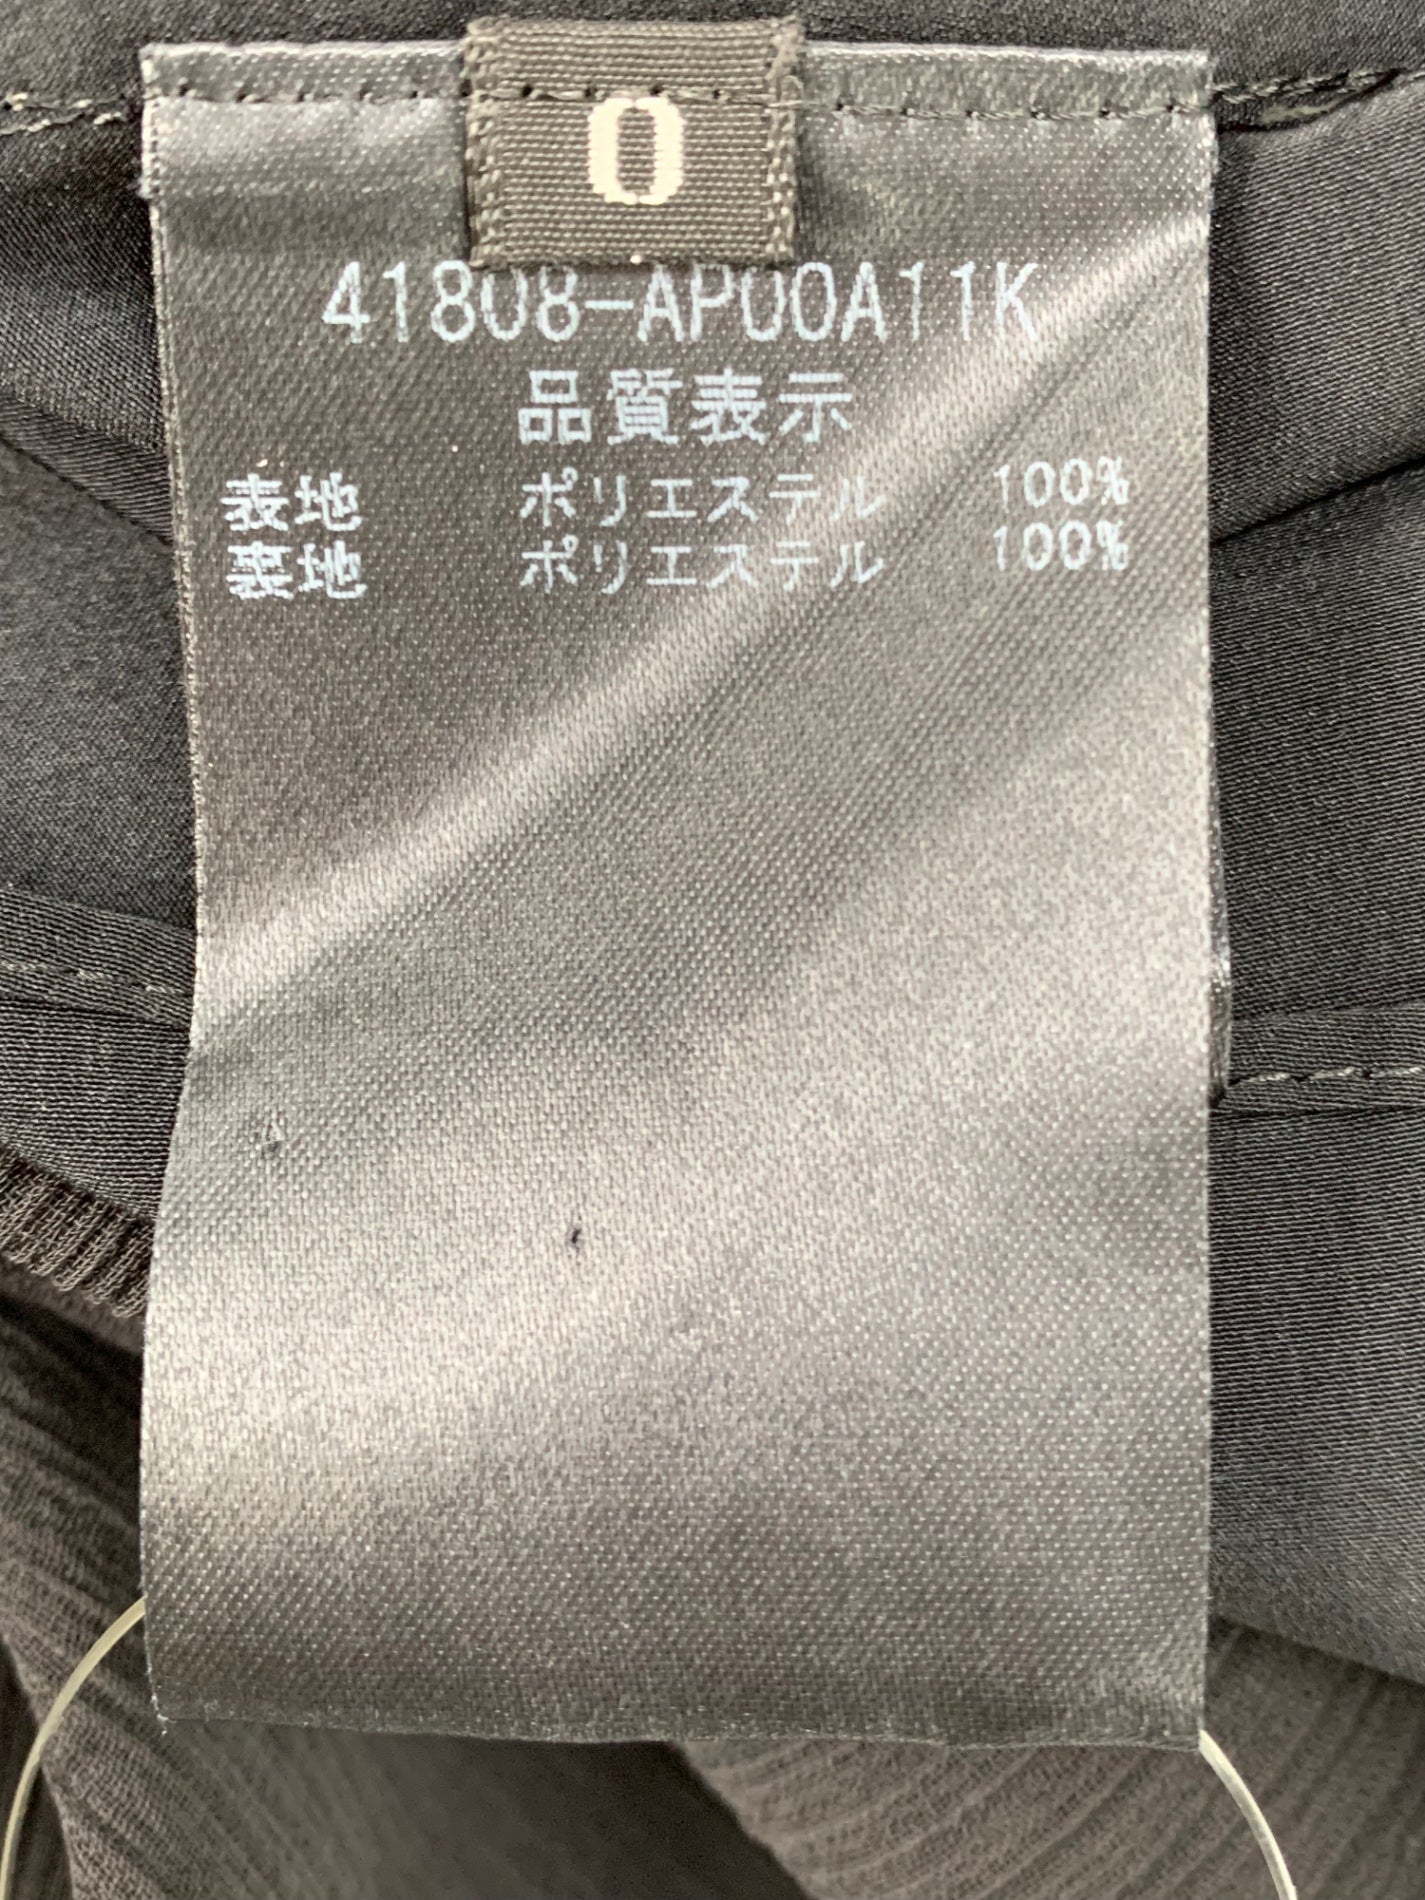 0
41808-AP00A11K
品質表示
表地 ポリエステル 100%
裏地 ポリエステル 100%